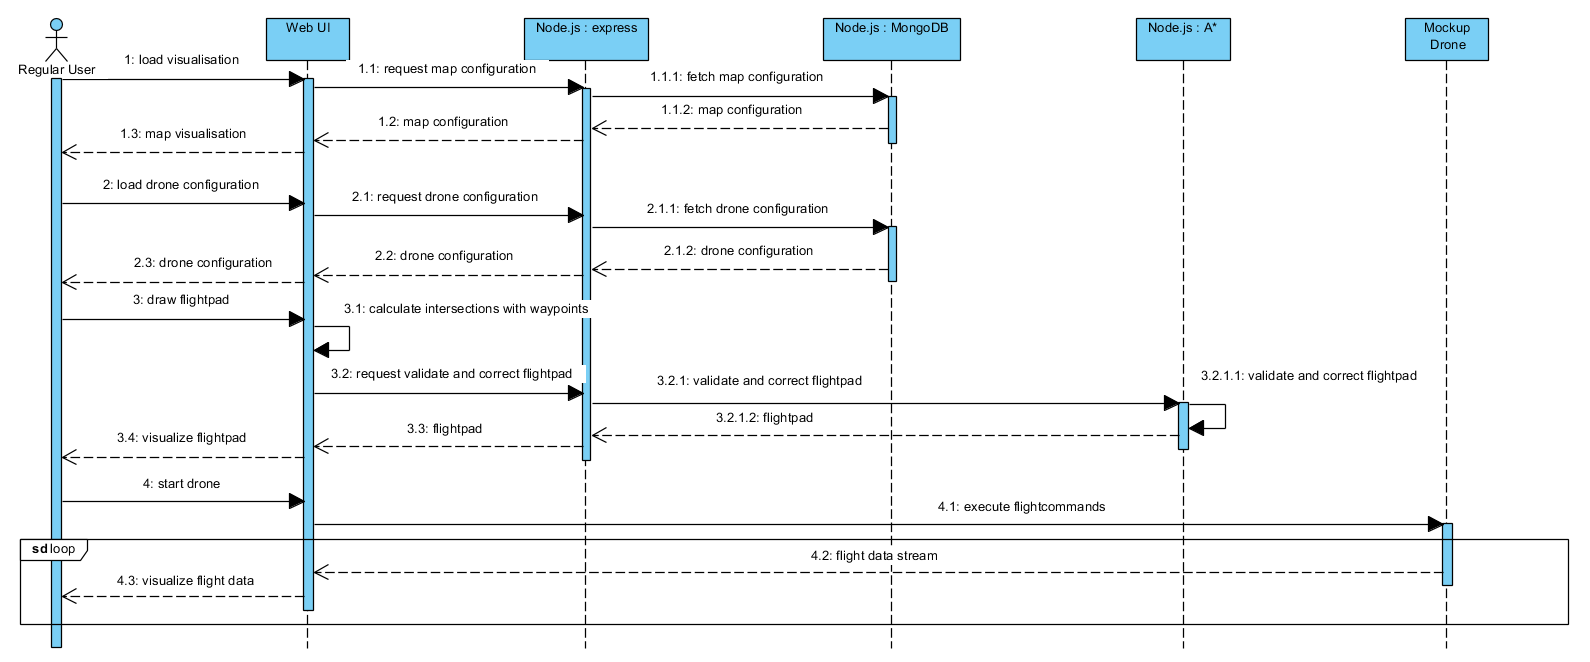 Regular User
Web UI
Node.js : express
Node.js : MongoDB
Node.js : A*
Mockup
Drone
1: load visualisation
1.1: request map configuration
1.1.1: fetch map configuration
1.1.2: map configuration
1.2: map configuration
1.3: map visualisation
2: load drone configuration
2.1: request drone configuration
2.1.1: fetch drone configuration
2.1.2: drone configuration
2.2: drone configuration
2.3: drone configuration
3: draw flightpad
3.1: calculate intersections with waypoints
3.2: request validate and correct flightpad
3.2.1: validate and correct flightpad
3.2.1.1: validate and correct flightpad
3.2.1.2: flightpad
3.3: flightpad
3.4: visualize flightpad
4: start drone
4.1: execute flightcommands
sd loop
4.2: flight data stream
4.3: visualize flight data